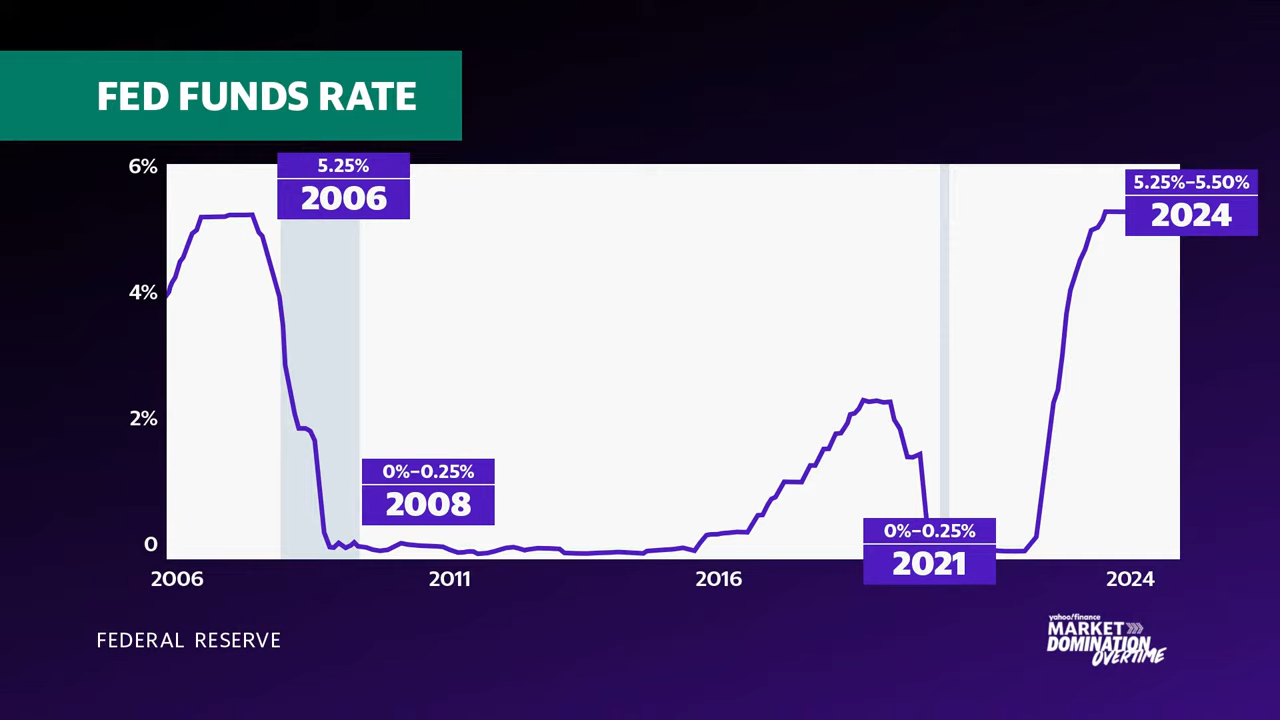 FED FUNDS RATE
6%
4%
2%
0
5.25%
2006
0%–0.25%
2008
0%–0.25%
2021
5.25%–5.50%
2024
2006
2011
2016
2024
FEDERAL RESERVE
yahoo!finance
MARKET
DOMINATION
OVERTIME